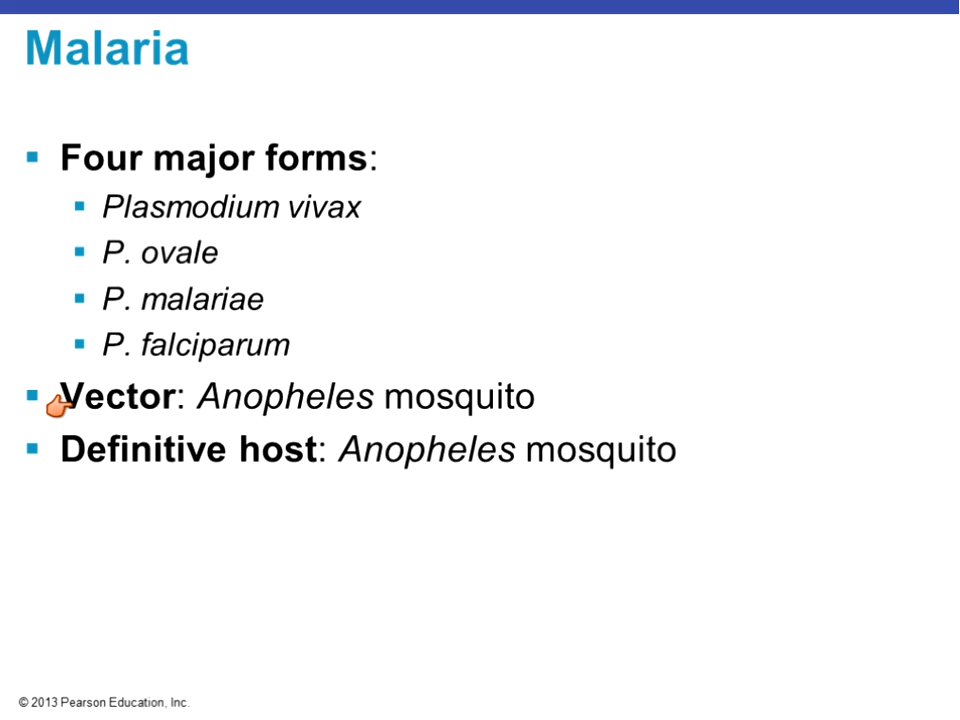 Malaria
Four major forms:
Plasmodium vivax
P. ovale
P. malariae
P. falciparum
Vector: Anopheles mosquito
Definitive host: Anopheles mosquito
© 2013 Pearson Education, Inc.